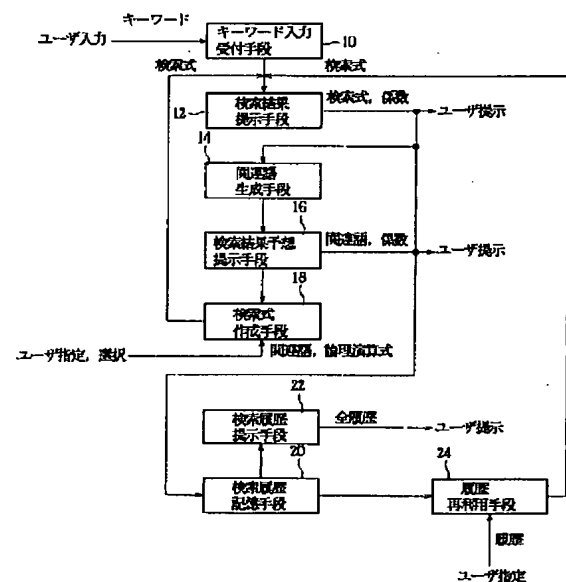 キーワード
ユーザ入力
キーワード入力
受付手段
10
検索式
検索式
検索結果
提示手段
12
検索式, 係数
ユーザ提示
14
関連語
生成手段
16
検索結果予想
提示手段
関連語, 係数
ユーザ提示
18
検索式
作成手段
ユーザ指定, 選択
関連語, 論理演算式
22
検索履歴
提示手段
全履歴
ユーザ提示
20
検索履歴
記憶手段
24
履歴
再利用手段
履歴
ユーザ指定